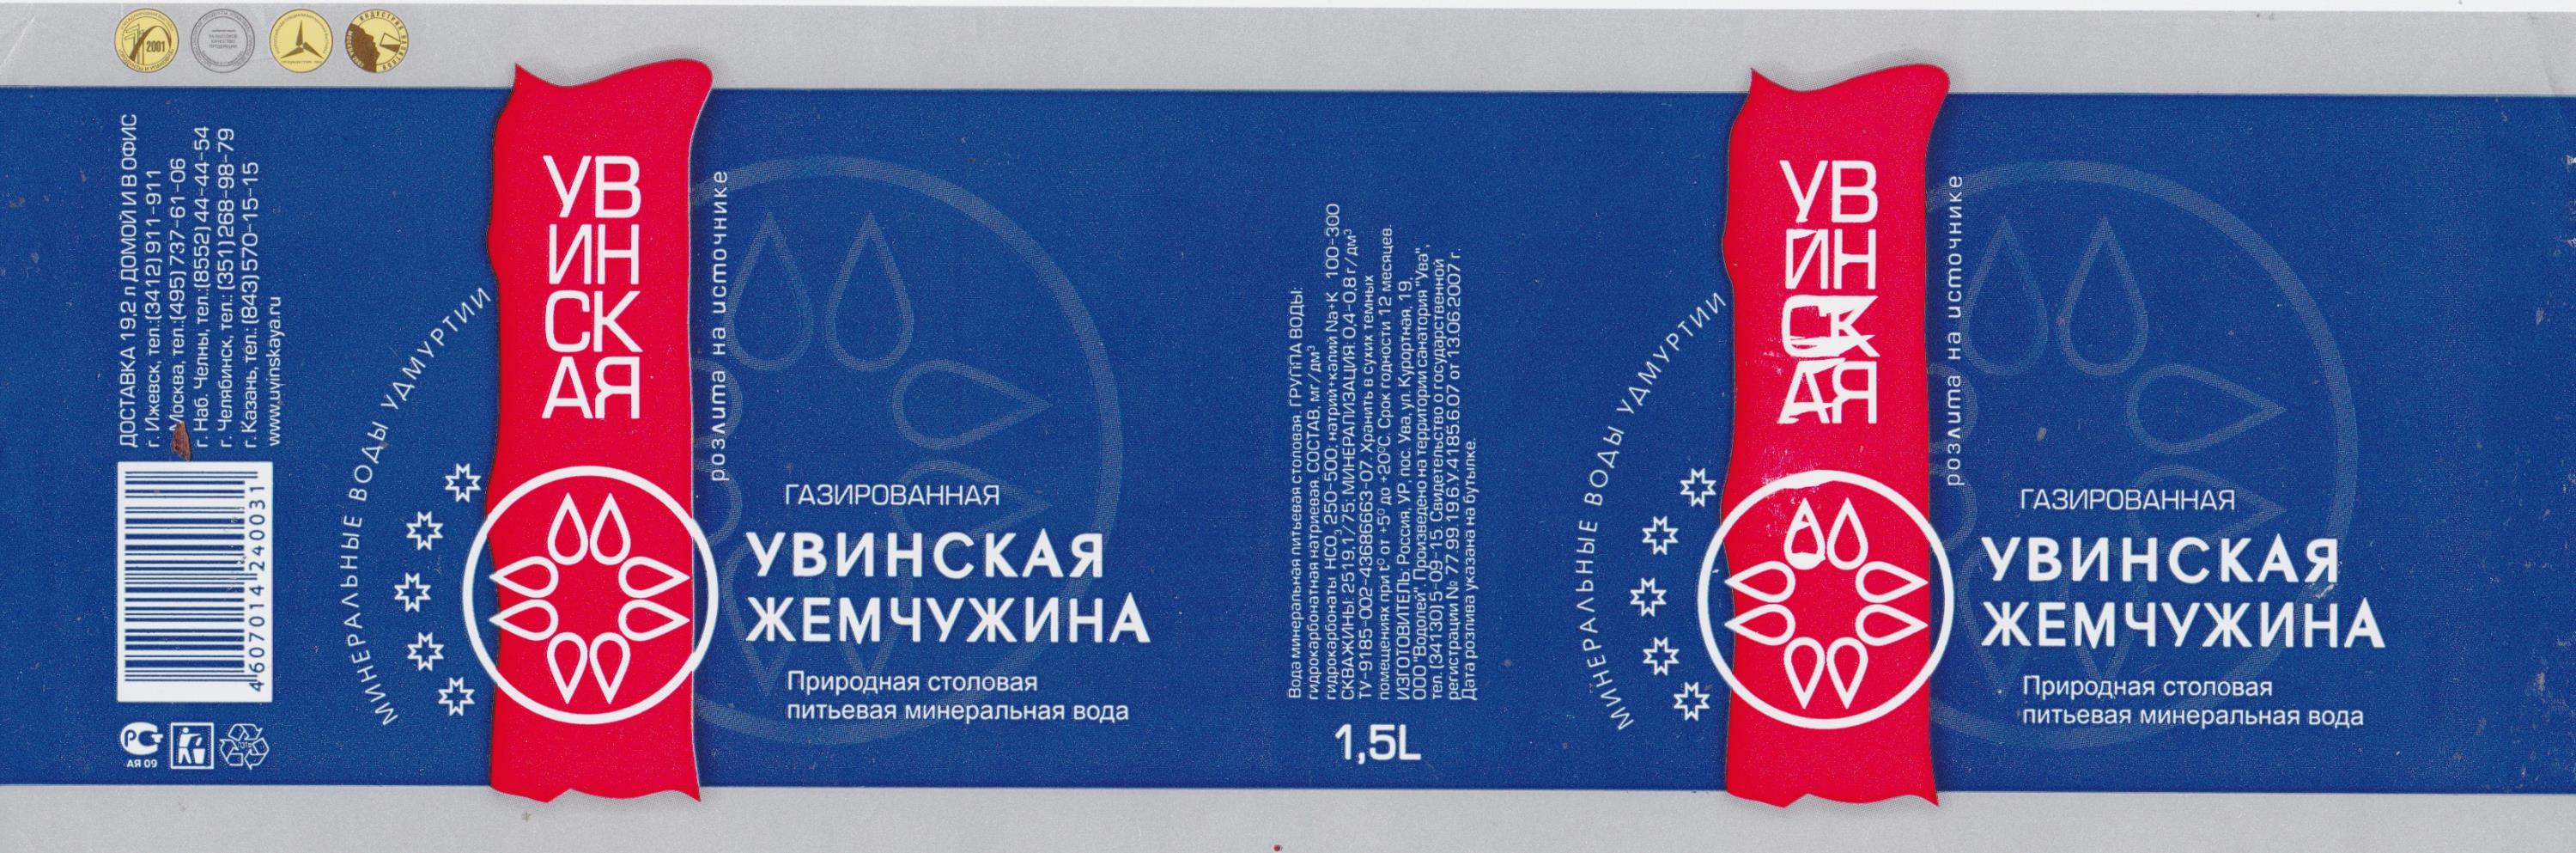 2001
ДОСТАВКА 19,2 л ДОМОЙ И В ОФИС
г. Ижевск, тел.:(3412) 911-911
Москва, тел.:(495) 737-61-06
г. Наб. Челны, тел.:(8552) 44-44-54
г. Челябинск, тел.: (351) 268-98-79
г. Казань, тел.: (843) 570-15-15
www.uvinskaya.ru
4 607014 240031
АЯ 09
МИНЕРАЛЬНЫЕ ВОДЫ УДМУРТИИ
УВ
ИН
СК
АЯ
розлита на источнике
ГАЗИРОВАННАЯ
УВИНСКАЯ
ЖЕМЧУЖИНА
Природная столовая
питьевая минеральная вода
Вода минеральная питьевая столовая. ГРУППА ВОДЫ:
гидрокарбонатная натриевая. СОСТАВ, мг/дм³
гидрокарбонаты HCO₃ 250-500, натрий+калий Na+K 100-300
СКВАЖИНЫ: 2519,1/75. МИНЕРАЛИЗАЦИЯ: 0,4-0,8 г/дм³
ТУ-9185-002-43686663-07. Хранить в сухих темных
помещениях при t° от +5° до +20°С. Срок годности 12 месяцев.
ИЗГОТОВИТЕЛЬ: Россия, УР, пос. Ува, ул. Курортная, 19,
ООО "Водолей". Произведено на территории санатория "Ува",
тел. (34130) 5-09-15. Свидетельство о государственной
регистрации № 77.99.19.6.У.4185.6.07 от 13.06.2007 г.
Дата розлива указана на бутылке.
1,5L
МИНЕРАЛЬНЫЕ ВОДЫ УДМУРТИИ
УВ
ИН
СК
АЯ
розлита на источнике
ГАЗИРОВАННАЯ
УВИНСКАЯ
ЖЕМЧУЖИНА
Природная столовая
питьевая минеральная вода